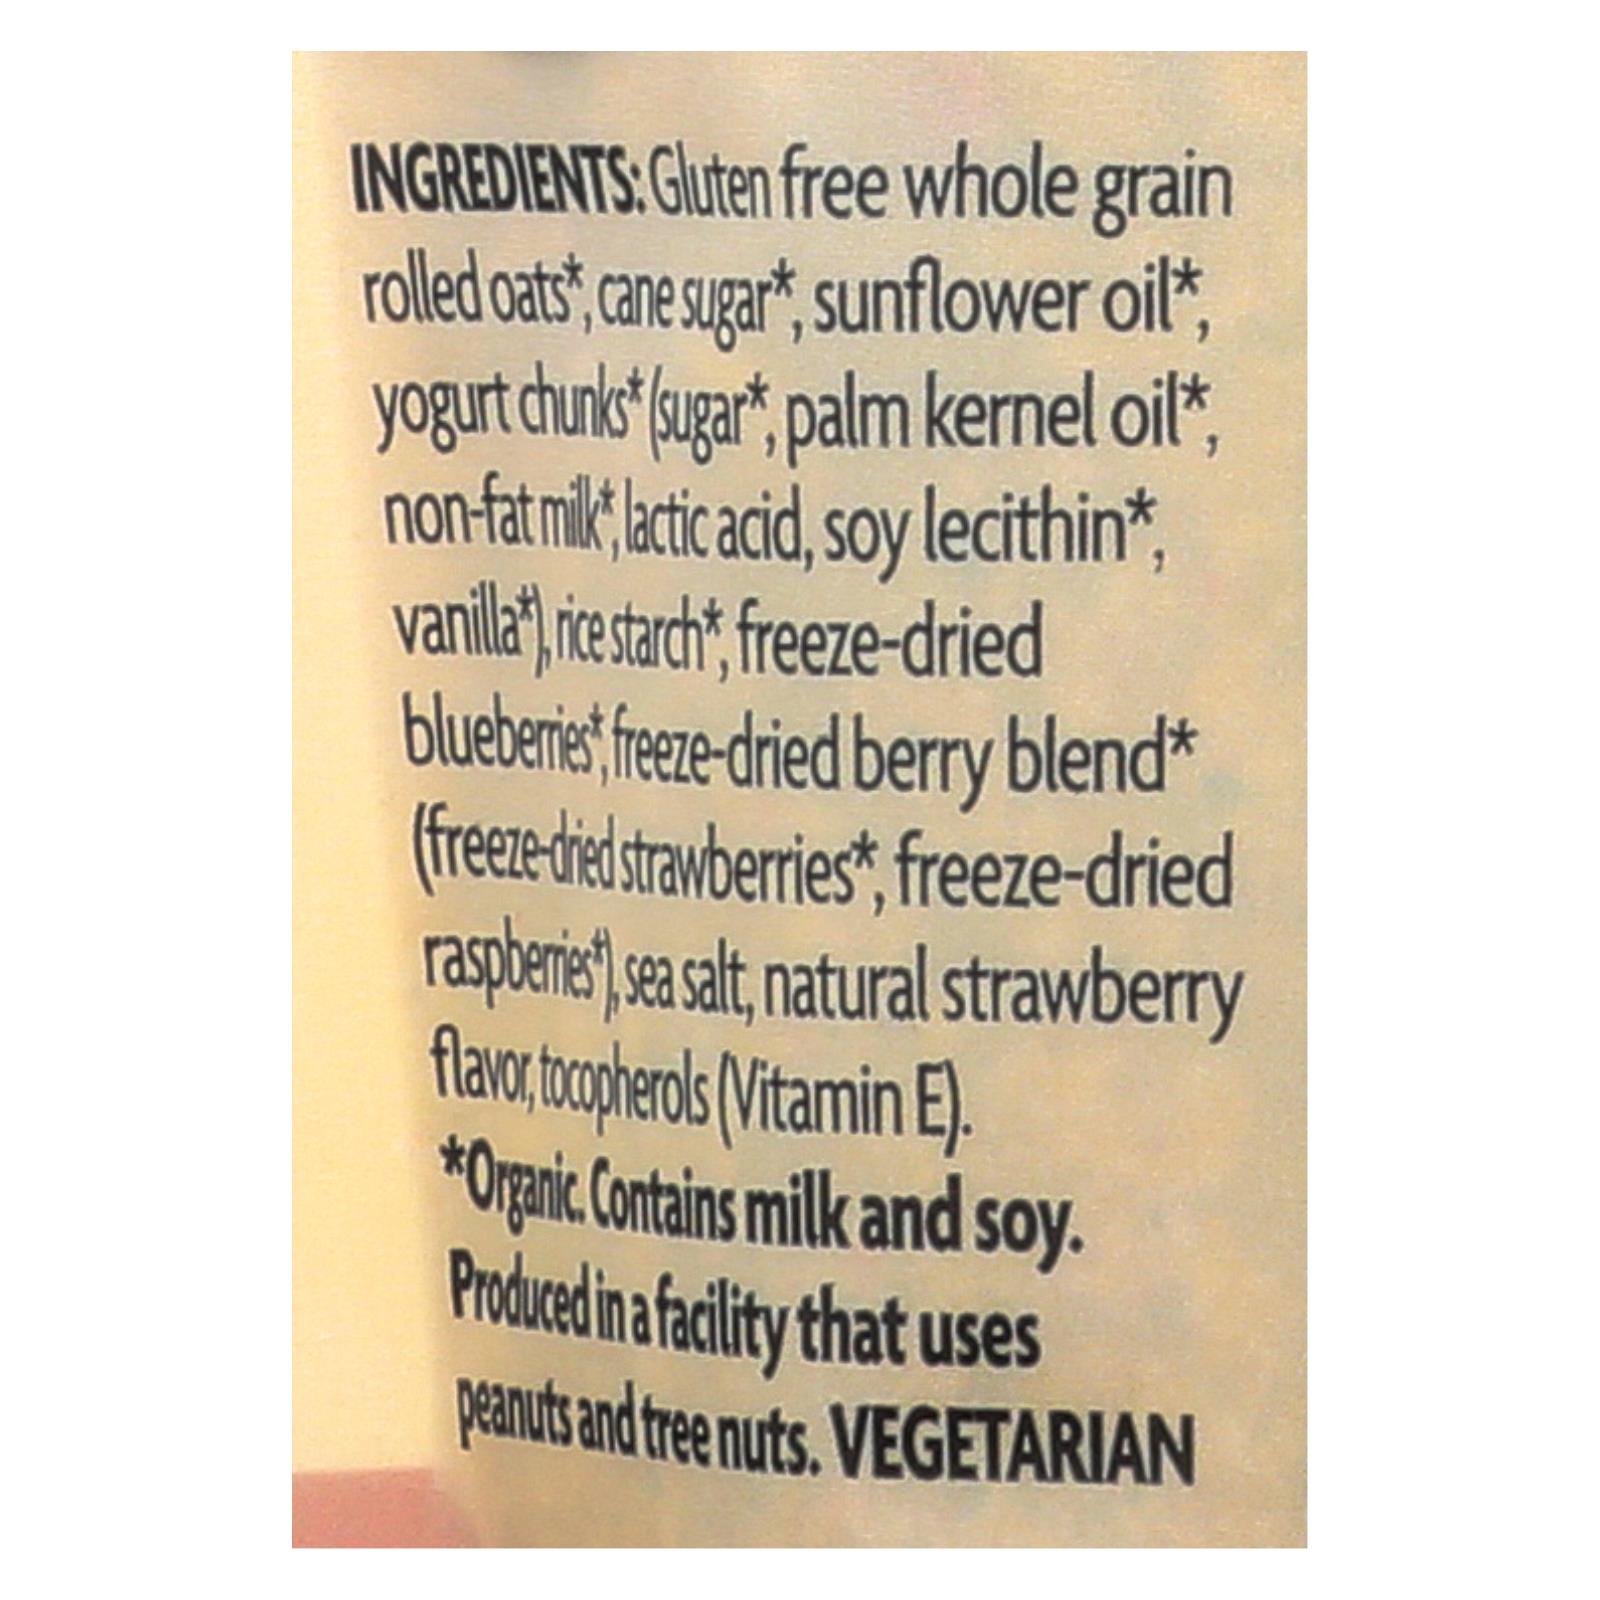 INGREDIENTS: Gluten free whole grain
rolled oats*, cane sugar*, sunflower oil*,
yogurt chunks* (sugar*, palm kernel oil*,
non-fat milk*, lactic acid, soy lecithin*,
vanilla*), rice starch*, freeze-dried
blueberries*, freeze-dried berry blend*
(freeze-dried strawberries*, freeze-dried
raspberries*), sea salt, natural strawberry
flavor, tocopherols (Vitamin E).
*Organic. Contains milk and soy.
Produced in a facility that uses
peanuts and tree nuts. VEGETARIAN